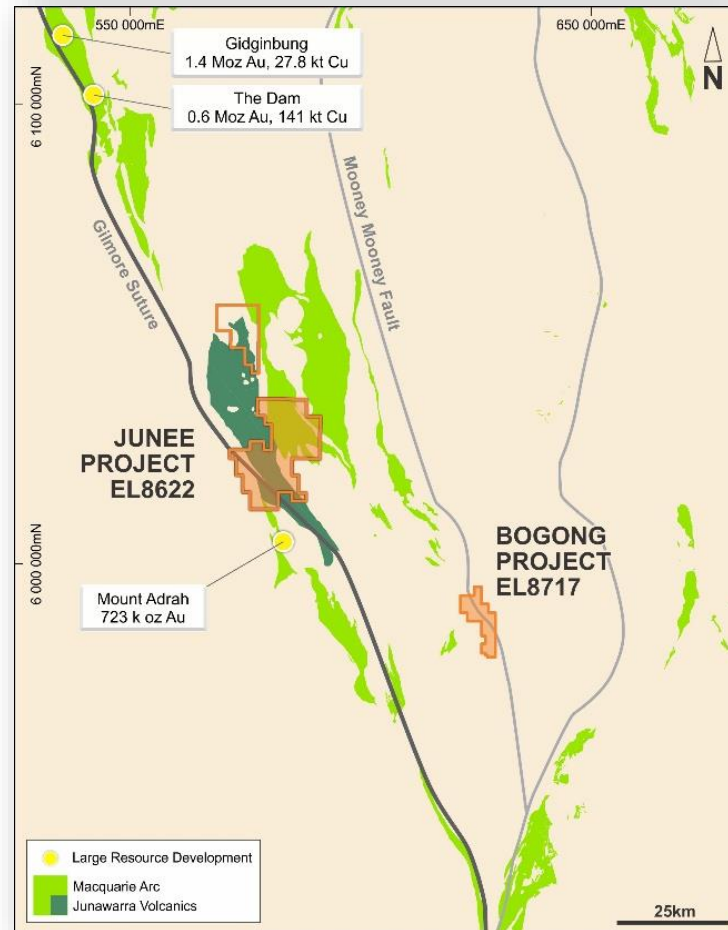 550 000mE
650 000mE
Gidginbung
1.4 Moz Au, 27.8 kt Cu
N
The Dam
0.6 Moz Au, 141 kt Cu
6 100 000mN
Mooney Mooney Fault
Gilmore Suture
JUNEE
PROJECT
EL8622
BOGONG
PROJECT
EL8717
6 000 000mN
Mount Adrah
723 k oz Au
Large Resource Development
Macquarie Arc
Junawarra Volcanics
25km